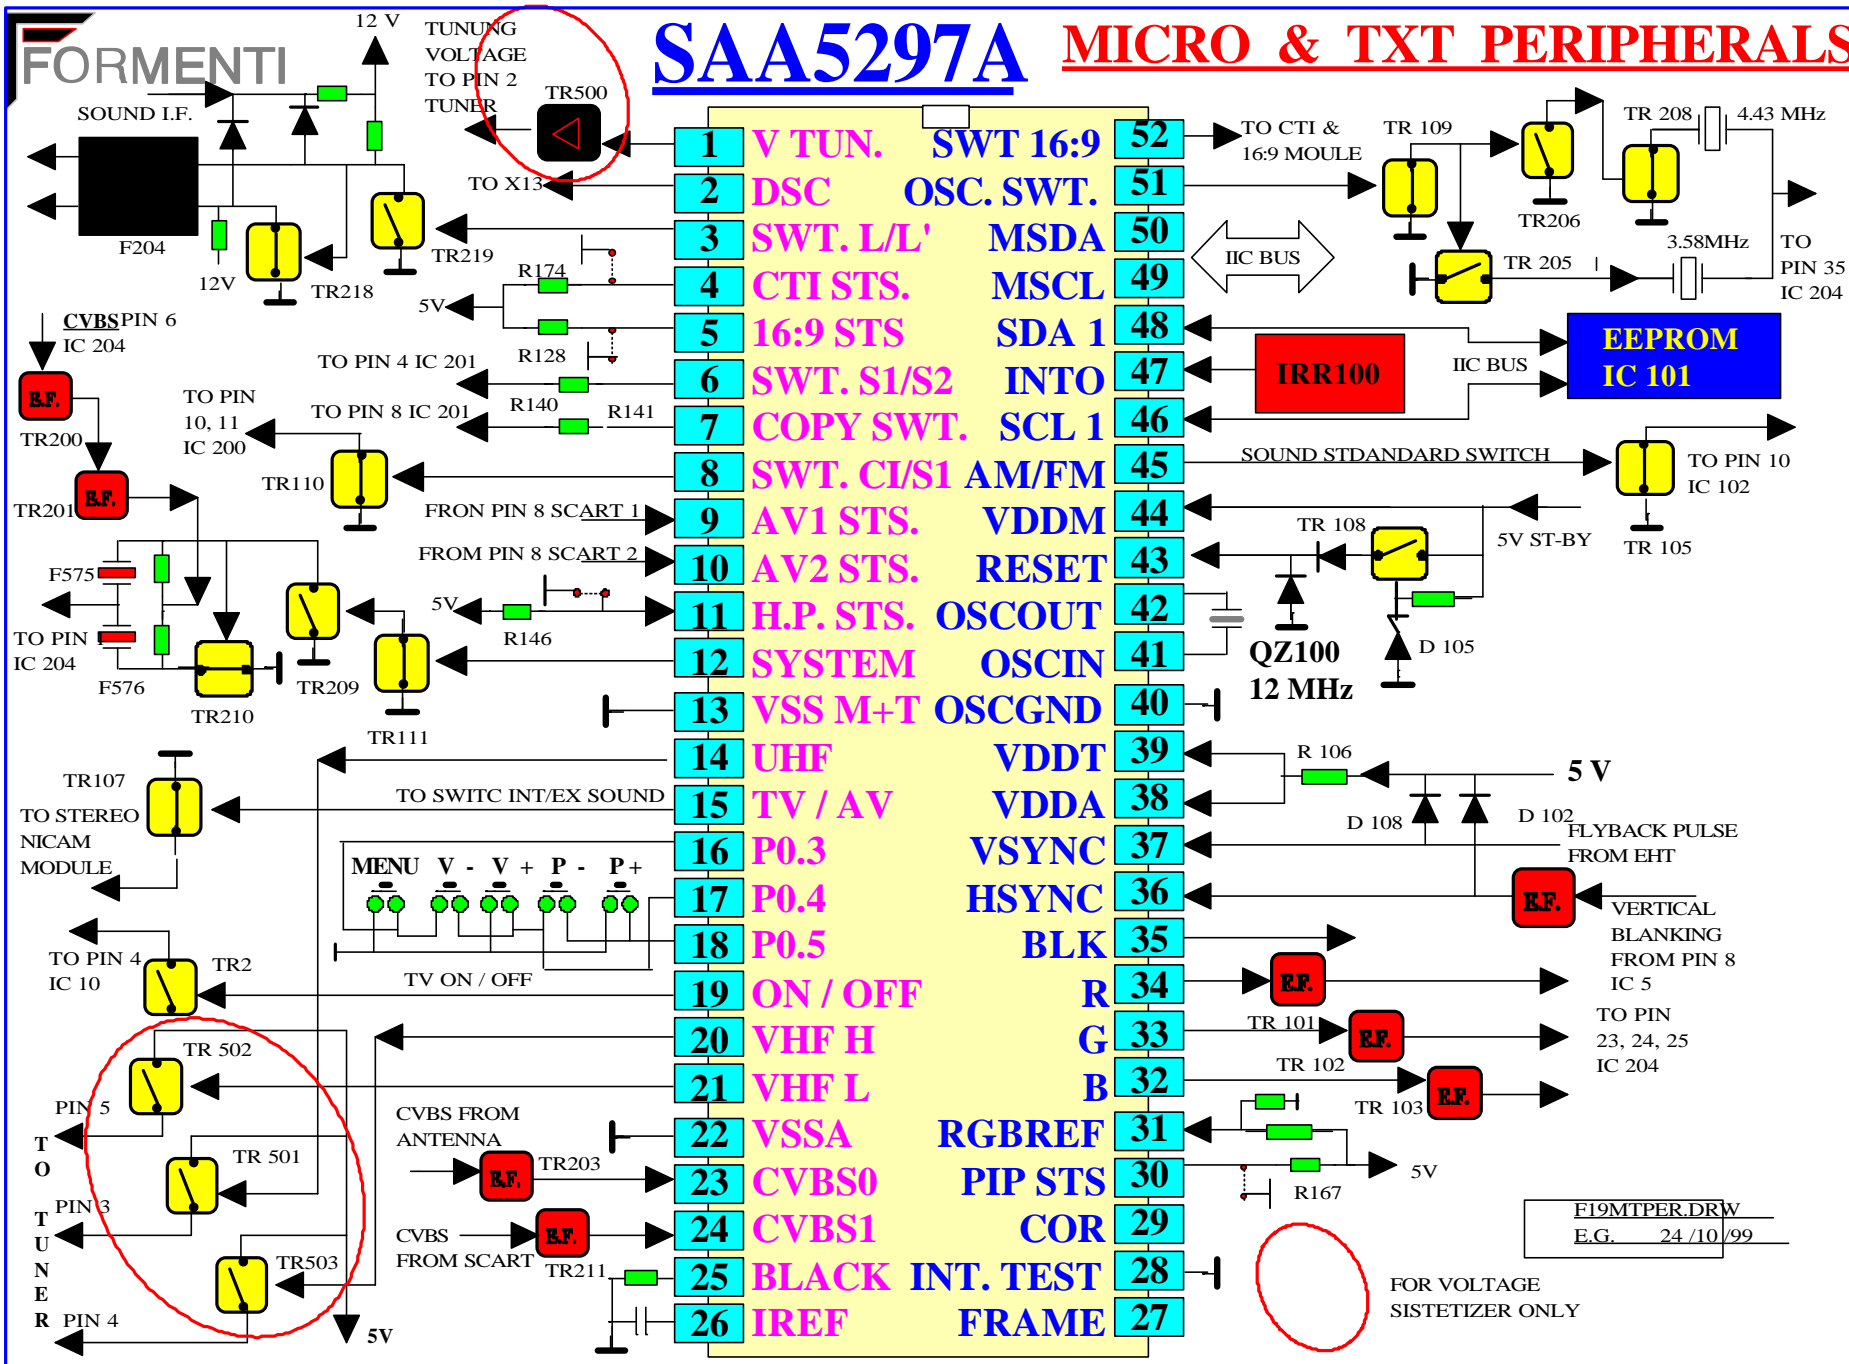 FORMENTI
12 V
TUNUNG
VOLTAGE
TO PIN 2
TUNER
TR500
SAA5297A
MICRO & TXT PERIPHERALS
SOUND I.F.
F204
12V
TR218
TR219
TO X13
R174
5V
R128
TO PIN 4 IC 201
R140
TO PIN 8 IC 201
R141
CVBS PIN 6
IC 204
E.F.
TR200
E.F.
TR201
TO PIN
10, 11
IC 200
TR110
FRON PIN 8 SCART 1
FROM PIN 8 SCART 2
5V
R146
F575
TO PIN
IC 204
F576
TR210
TR209
TR111
TR107
TO STEREO
NICAM
MODULE
TO SWITC INT/EX SOUND
MENU V - V + P - P +
TV ON / OFF
TO PIN 4
IC 10
TR2
TR 502
PIN 5
TR 501
PIN 3
TR503
PIN 4
5V
TO TUNER
CVBS FROM
ANTENNA
E.F.
TR203
CVBS
FROM SCART
E.F.
TR211
1 V TUN. SWT 16:9 52
2 DSC OSC. SWT. 51
3 SWT. L/L' MSDA 50
4 CTI STS. MSCL 49
5 16:9 STS SDA 1 48
6 SWT. S1/S2 INTO 47
7 COPY SWT. SCL 1 46
8 SWT. CI/S1 AM/FM 45
9 AV1 STS. VDDM 44
10 AV2 STS. RESET 43
11 H.P. STS. OSCOUT 42
12 SYSTEM OSCIN 41
13 VSS M+T OSCGND 40
14 UHF VDDT 39
15 TV / AV VDDA 38
16 P0.3 VSYNC 37
17 P0.4 HSYNC 36
18 P0.5 BLK 35
19 ON / OFF R 34
20 VHF H G 33
21 VHF L B 32
22 VSSA RGBREF 31
23 CVBS0 PIP STS 30
24 CVBS1 COR 29
25 BLACK INT. TEST 28
26 IREF FRAME 27
TO CTI &
16:9 MOULE
TR 109
TR206
TR 208
4.43 MHz
IIC BUS
TR 205
3.58MHz
TO
PIN 35
IC 204
IRR100
IIC BUS
EEPROM
IC 101
SOUND STDANDARD SWITCH
TO PIN 10
IC 102
TR 105
TR 108
5V ST-BY
QZ100
12 MHz
D 105
R 106
5 V
D 108
D 102
FLYBACK PULSE
FROM EHT
E.F.
VERTICAL
BLANKING
FROM PIN 8
IC 5
E.F.
TR 101
E.F.
TR 102
E.F.
TR 103
TO PIN
23, 24, 25
IC 204
5V
R167
F19MTPER.DRW
E.G. 24 /10 /99
FOR VOLTAGE
SISTETIZER ONLY